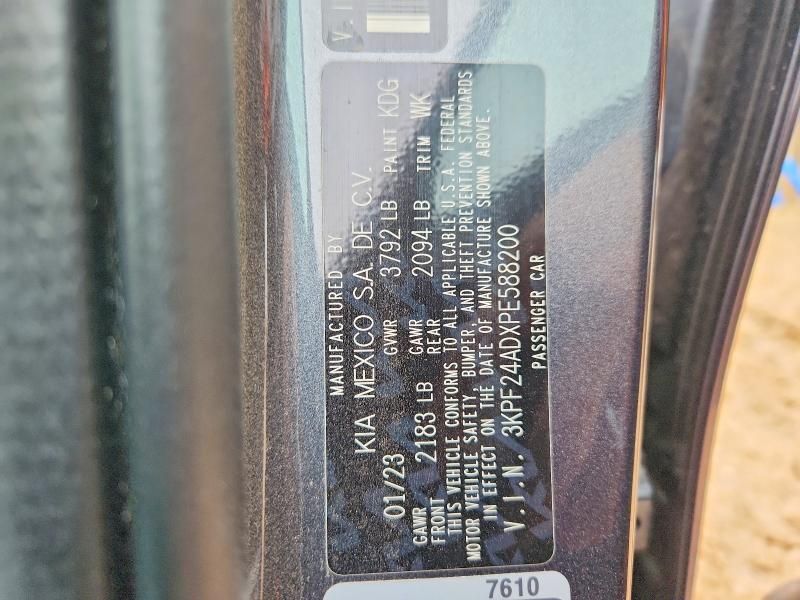 V.I
MANUFACTURED BY
KIA MEXICO S.A. DE C.V.
01/23 GVWR 3792 LB PAINT KDG
GAWR FRONT 2183 LB GAWR REAR 2094 LB TRIM WK
THIS VEHICLE CONFORMS TO ALL APPLICABLE U.S.A. FEDERAL
MOTOR VEHICLE SAFETY, BUMPER, AND THEFT PREVENTION STANDARDS
IN EFFECT ON THE DATE OF MANUFACTURE SHOWN ABOVE.
V.I.N. 3KPF24ADXPE588200
PASSENGER CAR
7610